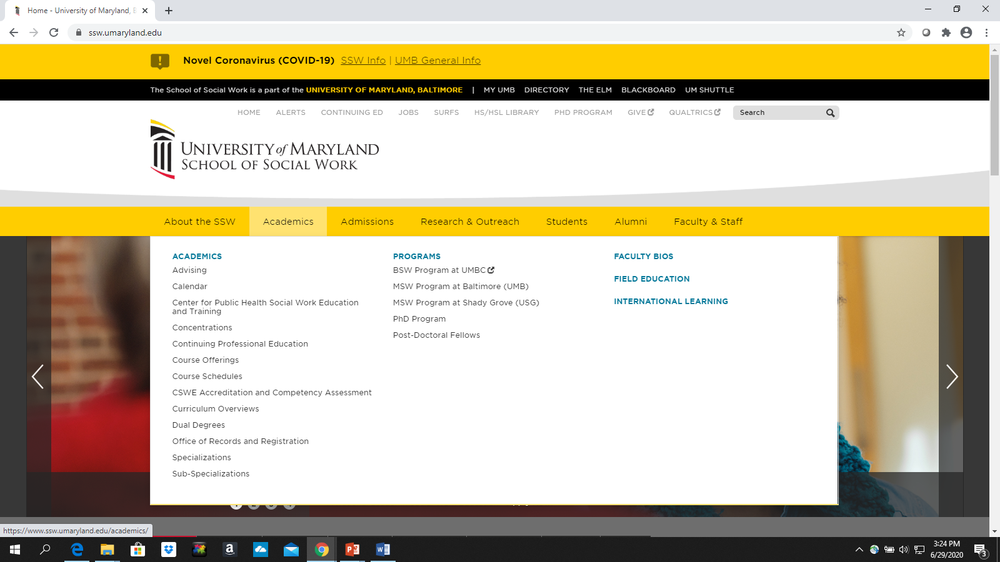 Home - University of Maryland, B
ssw.umaryland.edu
Novel Coronavirus (COVID-19) SSW Info | UMB General Info
The School of Social Work is a part of the UNIVERSITY OF MARYLAND, BALTIMORE | MY UMB DIRECTORY THE ELM BLACKBOARD UM SHUTTLE
HOME ALERTS CONTINUING ED JOBS SURFS HS/HSL LIBRARY PHD PROGRAM GIVE QUALTRICS Search
UNIVERSITY of MARYLAND
SCHOOL OF SOCIAL WORK
About the SSW Academics Admissions Research & Outreach Students Alumni Faculty & Staff
ACADEMICS
Advising
Calendar
Center for Public Health Social Work Education
and Training
Concentrations
Continuing Professional Education
Course Offerings
Course Schedules
CSWE Accreditation and Competency Assessment
Curriculum Overviews
Dual Degrees
Office of Records and Registration
Specializations
Sub-Specializations
PROGRAMS
BSW Program at UMBC
MSW Program at Baltimore (UMB)
MSW Program at Shady Grove (USG)
PhD Program
Post-Doctoral Fellows
FACULTY BIOS
FIELD EDUCATION
INTERNATIONAL LEARNING
https://www.ssw.umaryland.edu/academics/
3:24 PM
6/29/2020
3